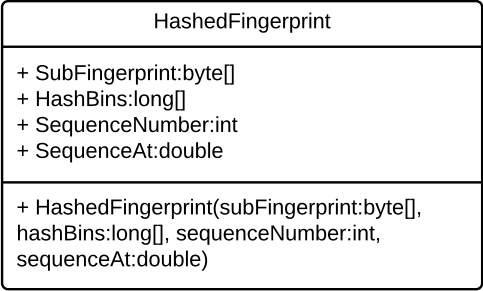 HashedFingerprint
+ SubFingerprint:byte[]
+ HashBins:long[]
+ SequenceNumber:int
+ SequenceAt:double
+ HashedFingerprint(subFingerprint:byte[],
hashBins:long[], sequenceNumber:int,
sequenceAt:double)